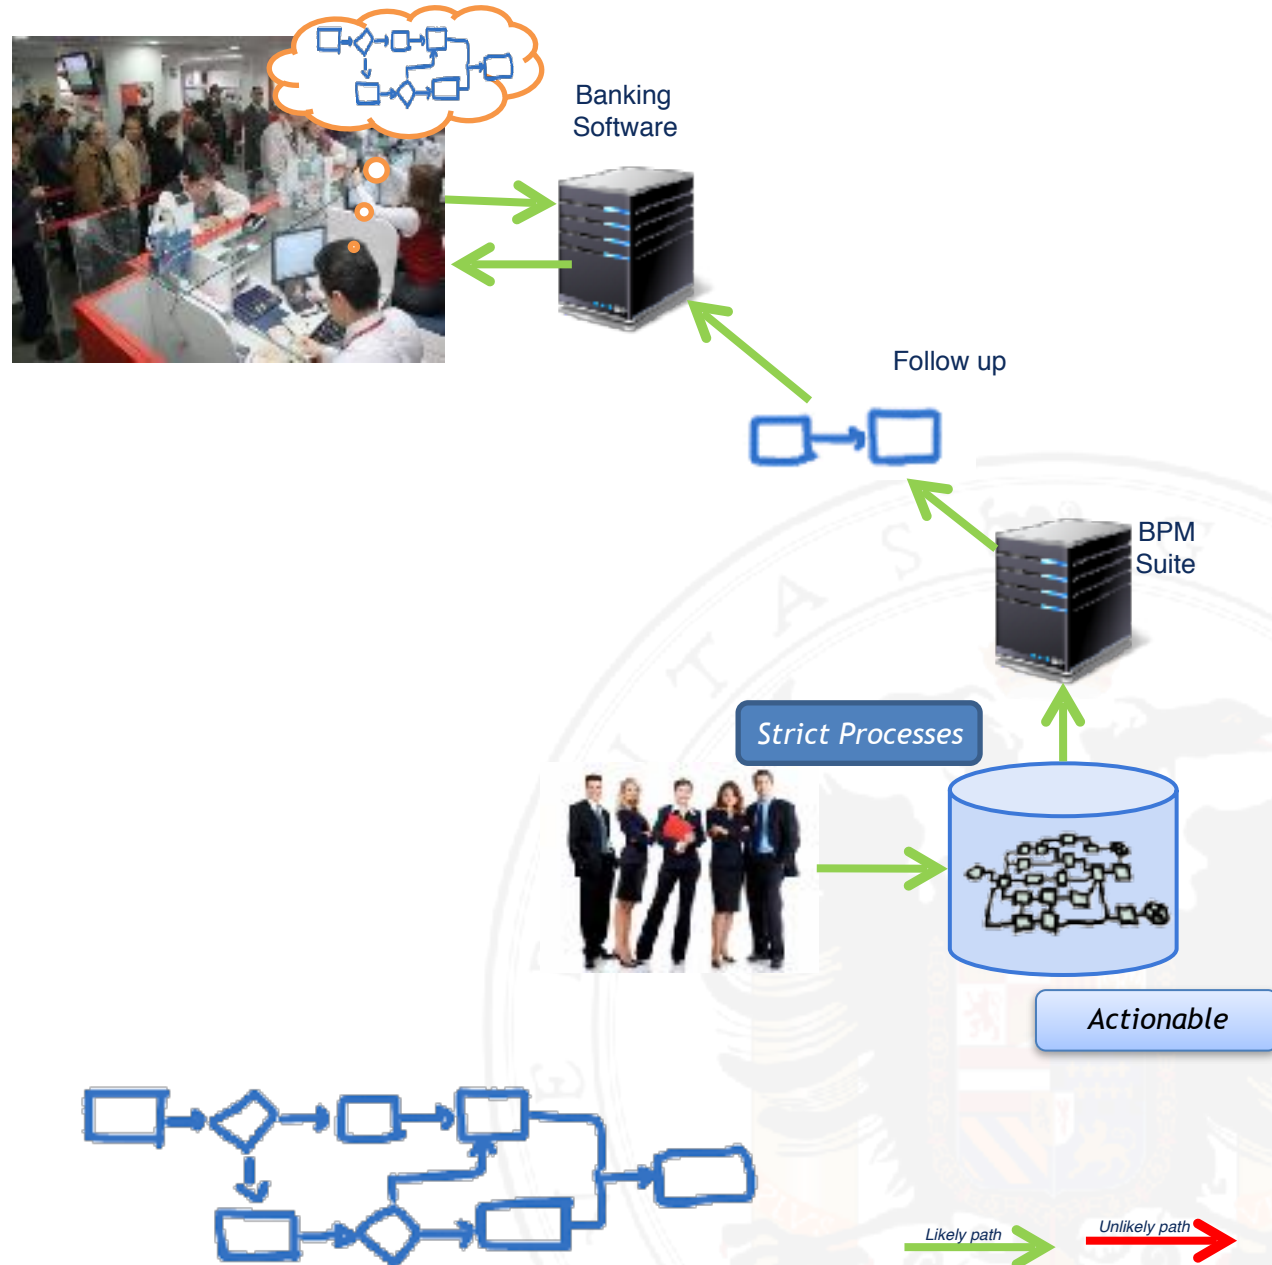 Banking
Software
Follow up
BPM
Suite
Strict Processes
Actionable
Likely path
Unlikely path